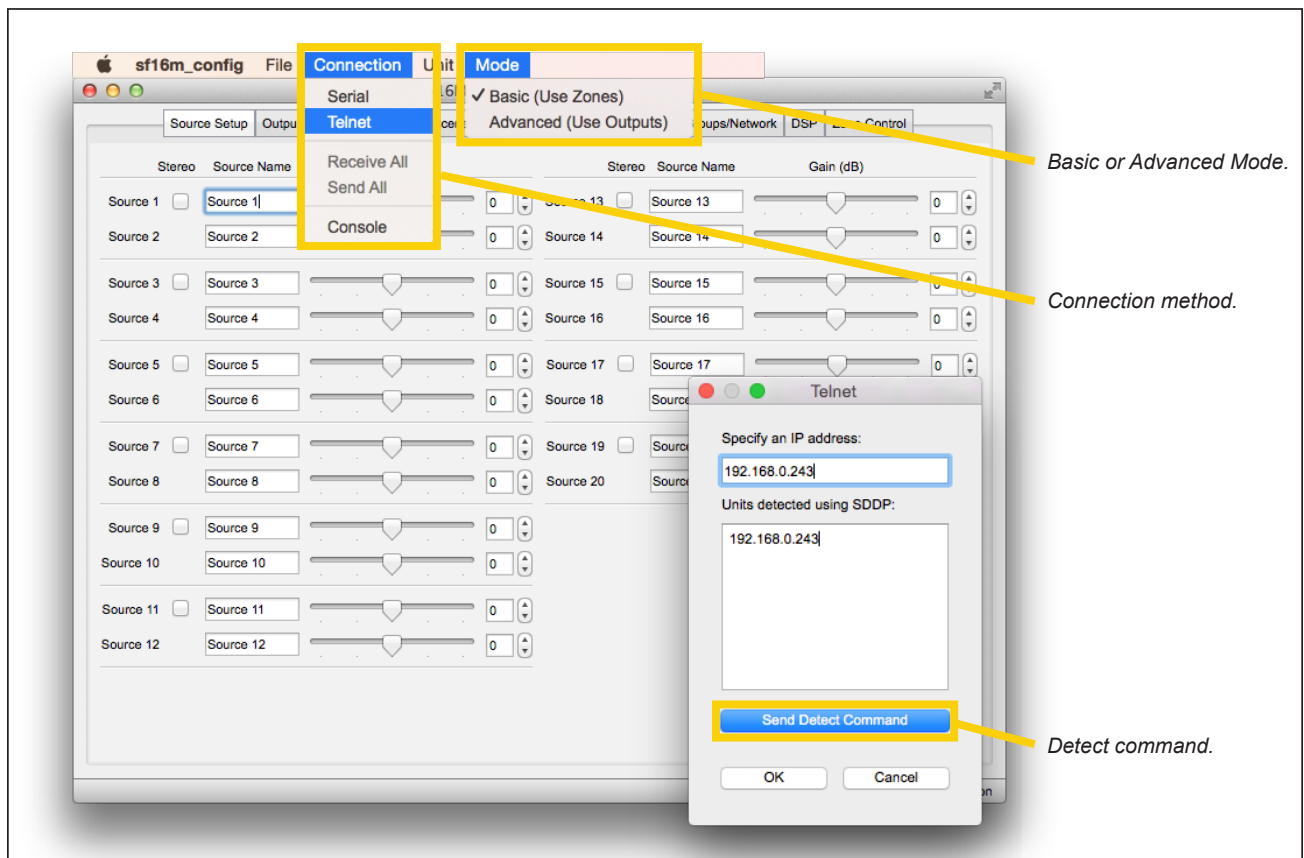 sf16m_config File Connection Unit Mode
Serial
Telnet
Receive All
Send All
Console
✓ Basic (Use Zones)
Advanced (Use Outputs)
Source Setup DSP
Stereo Source Name
Stereo Source Name Gain (dB)
Source 1 Source 1 0
Source 2 Source 2 0
Source 3 Source 3 0
Source 4 Source 4 0
Source 5 Source 5 0
Source 6 Source 6 0
Source 7 Source 7 0
Source 8 Source 8 0
Source 9 Source 9 0
Source 10 Source 10 0
Source 11 Source 11 0
Source 12 Source 12 0
Source 13 Source 13 0
Source 14 Source 14 0
Source 15 Source 15 0
Source 16 Source 16 0
Source 17 Source 17 0
Source 18 Source
Source 19
Source 20
Telnet
Specify an IP address:
192.168.0.243
Units detected using SDDP:
192.168.0.243
Send Detect Command
OK Cancel
Basic or Advanced Mode.
Connection method.
Detect command.